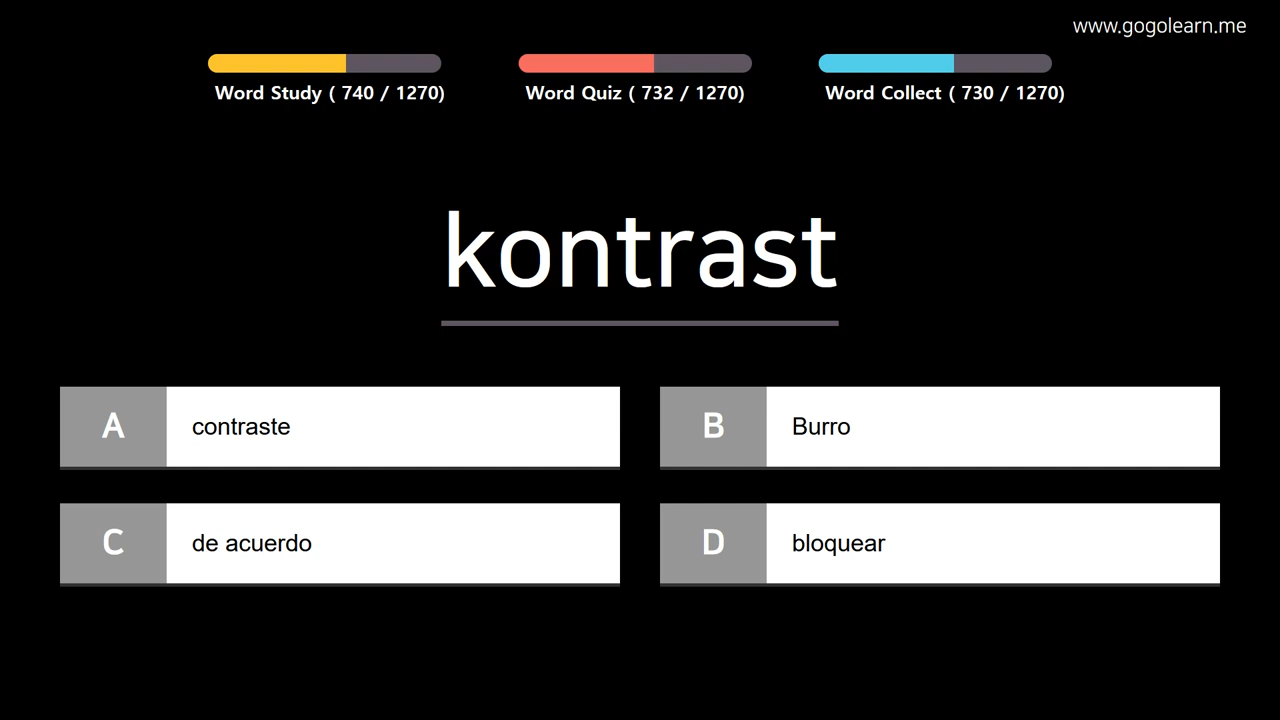 www.gogolearn.me
Word Study ( 740 / 1270)
Word Quiz ( 732 / 1270)
Word Collect ( 730 / 1270)
kontrast
A contraste
B Burro
C de acuerdo
D bloquear